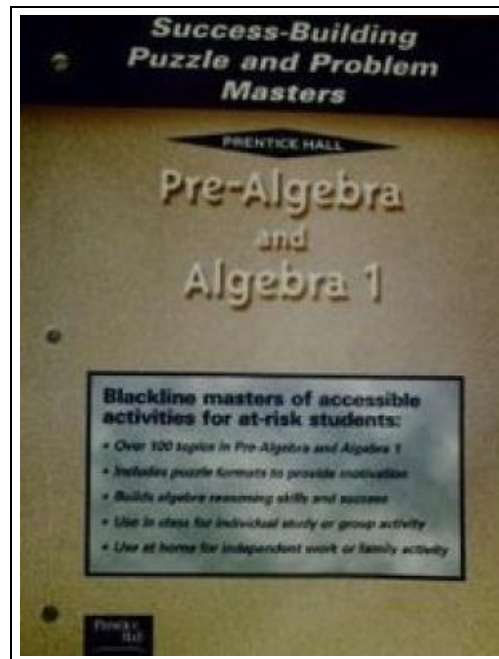 Success-Building
Puzzle and Problem
Masters
PRENTICE HALL
Pre-Algebra
and
Algebra 1
Blackline masters of accessible
activities for at-risk students:
• Over 100 topics in Pre-Algebra and Algebra 1
• Includes puzzle formats to provide motivation
• Builds algebra reasoning skills and success
• Use in class for individual study or group activity
• Use at home for independent work or family activity
Prentice
Hall